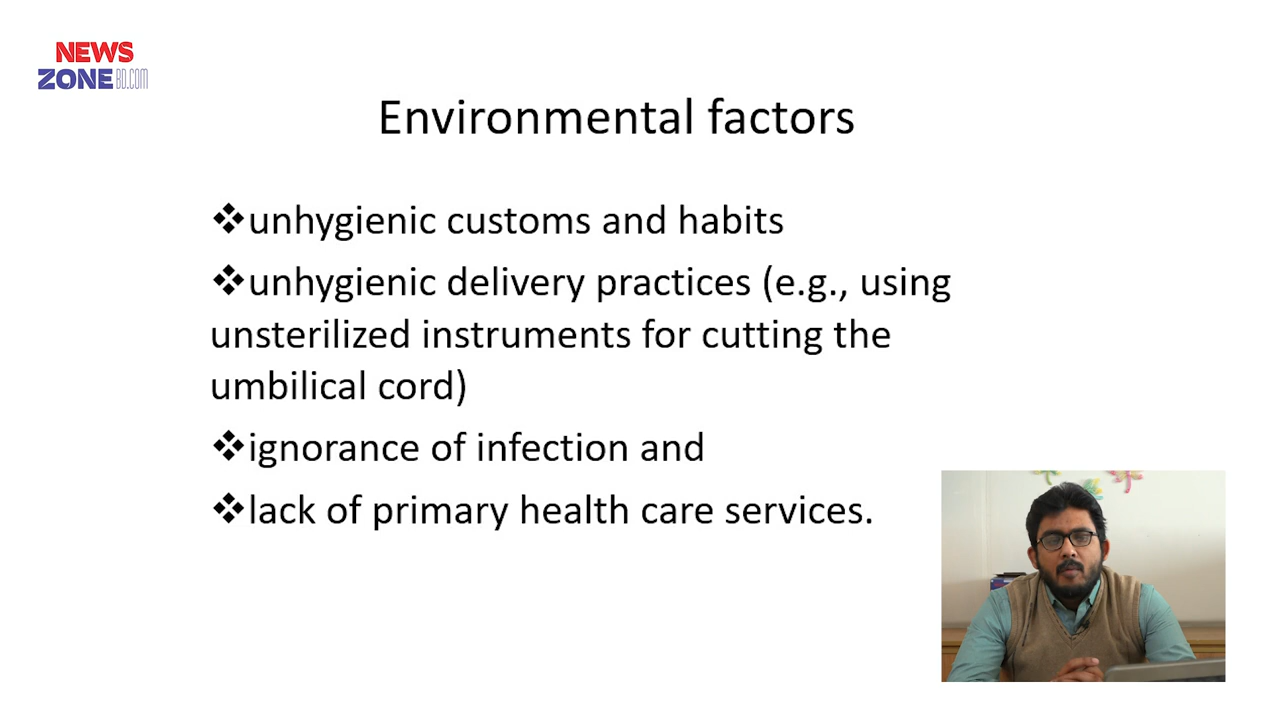 NEWS
ZONE BD.COM
Environmental factors
❖unhygienic customs and habits
❖unhygienic delivery practices (e.g., using
unsterilized instruments for cutting the
umbilical cord)
❖ignorance of infection and
❖lack of primary health care services.